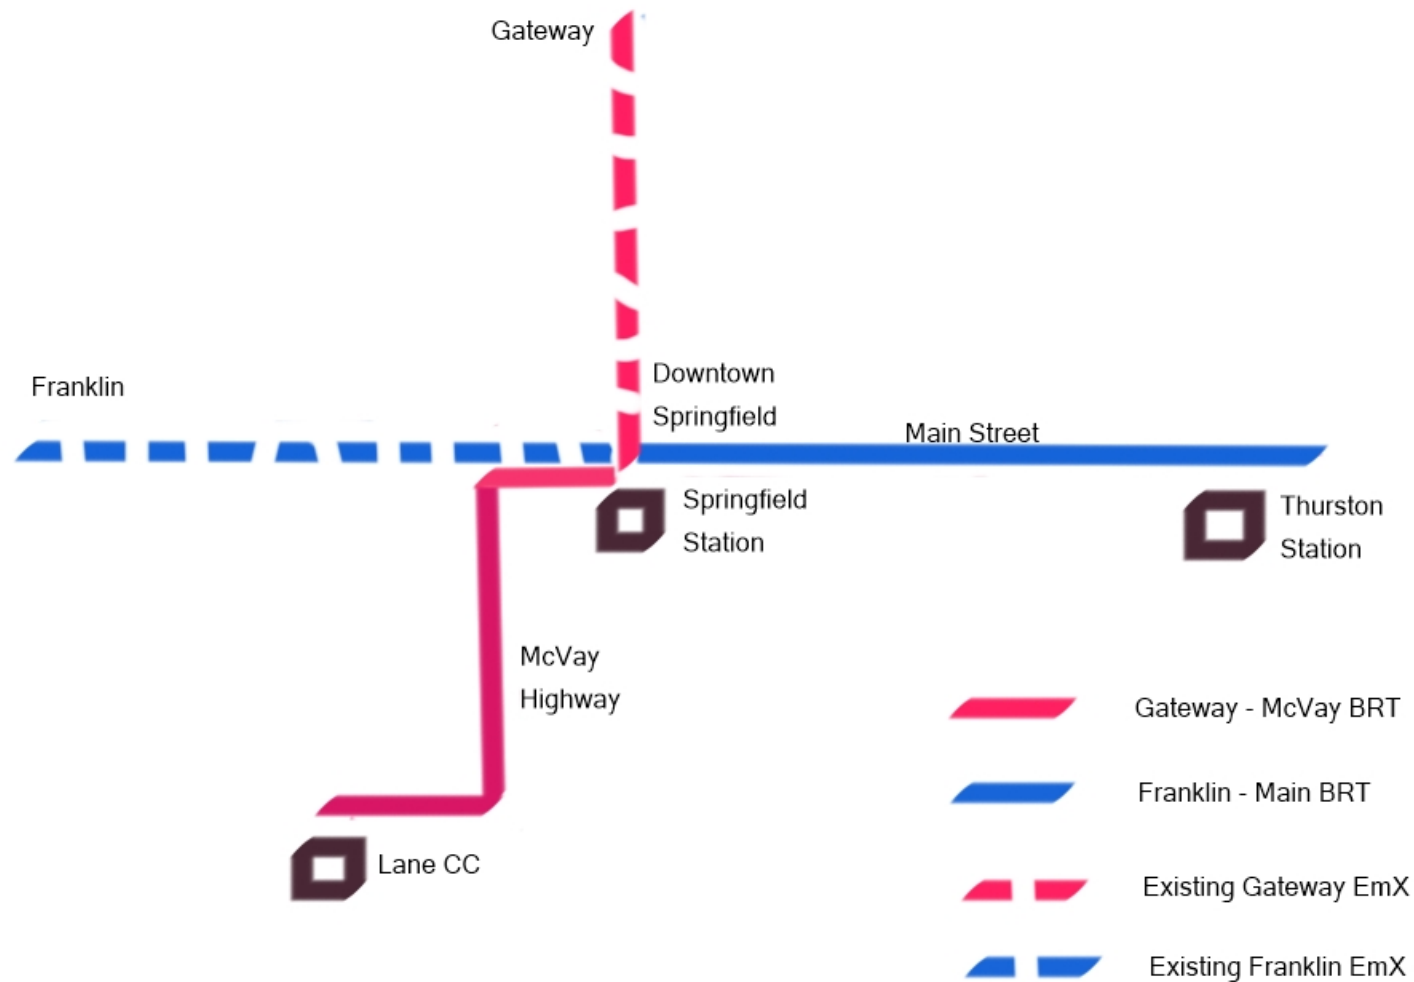 Gateway
Franklin
Downtown
Springfield
Main Street
Springfield
Station
Thurston
Station
McVay
Highway
Lane CC
Gateway - McVay BRT
Franklin - Main BRT
Existing Gateway EmX
Existing Franklin EmX